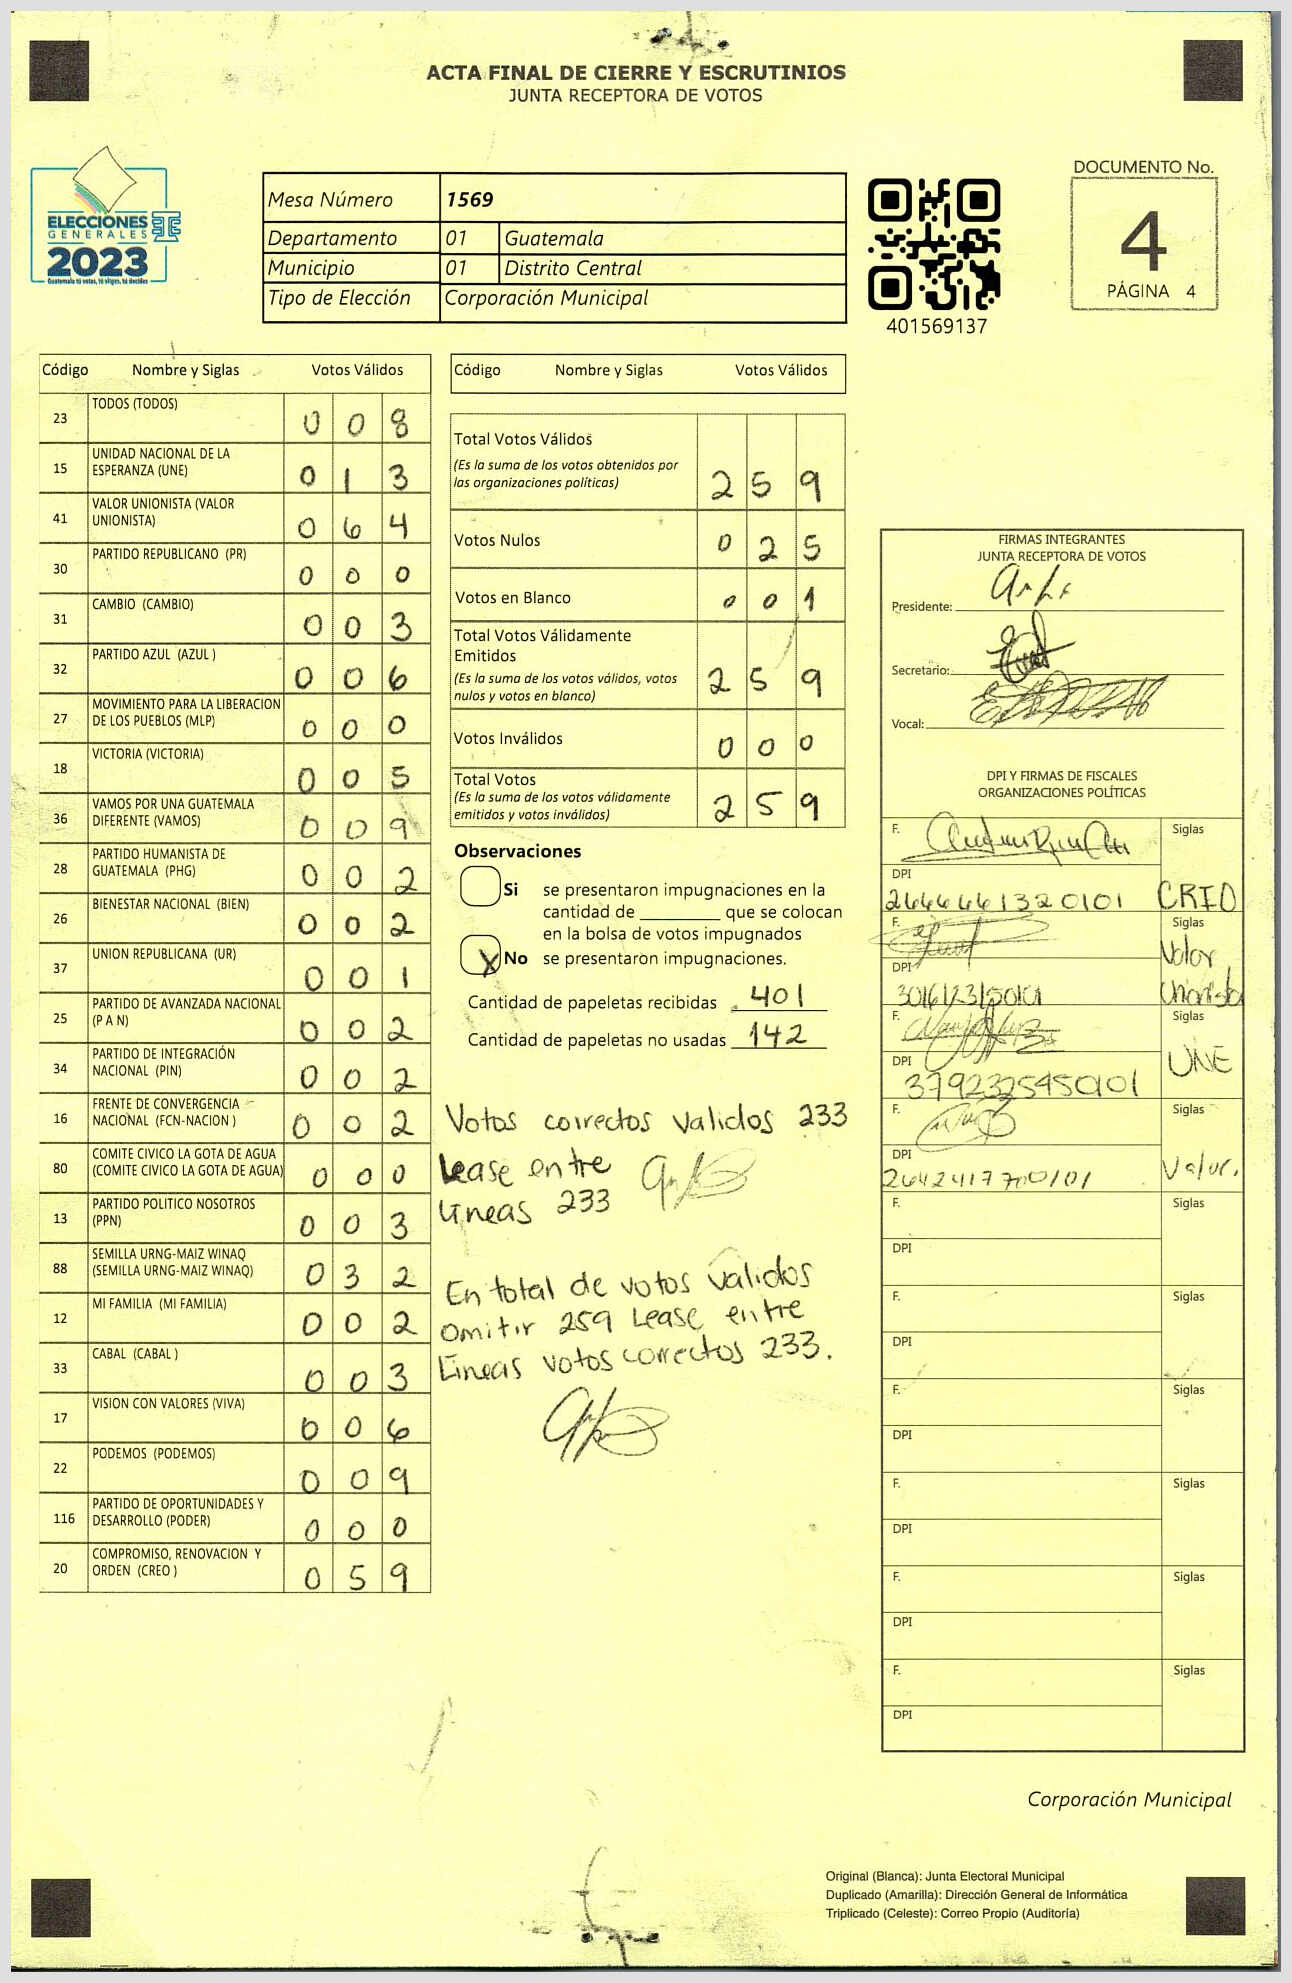 ACTA FINAL DE CIERRE Y ESCRUTINIOS
JUNTA RECEPTORA DE VOTOS
ELECCIONES
GENERALES
2023
Guatemala tú votas, tú eliges, tú decides
Mesa Número 1569
Departamento 01 Guatemala
Municipio 01 Distrito Central
Tipo de Elección Corporación Municipal
401569137
DOCUMENTO No.
4
PÁGINA 4
Código Nombre y Siglas Votos Válidos
23 TODOS (TODOS) 0 0 8
15 UNIDAD NACIONAL DE LA ESPERANZA (UNE) 0 1 3
41 VALOR UNIONISTA (VALOR UNIONISTA) 0 6 4
30 PARTIDO REPUBLICANO (PR) 0 0 0
31 CAMBIO (CAMBIO) 0 0 3
32 PARTIDO AZUL (AZUL ) 0 0 6
27 MOVIMIENTO PARA LA LIBERACION DE LOS PUEBLOS (MLP) 0 0 0
18 VICTORIA (VICTORIA) 0 0 5
36 VAMOS POR UNA GUATEMALA DIFERENTE (VAMOS) 0 0 9
28 PARTIDO HUMANISTA DE GUATEMALA (PHG) 0 0 2
26 BIENESTAR NACIONAL (BIEN) 0 0 2
37 UNION REPUBLICANA (UR) 0 0 1
25 PARTIDO DE AVANZADA NACIONAL (P A N) 0 0 2
34 PARTIDO DE INTEGRACIÓN NACIONAL (PIN) 0 0 2
16 FRENTE DE CONVERGENCIA NACIONAL (FCN-NACION ) 0 0 2
80 COMITE CIVICO LA GOTA DE AGUA (COMITE CIVICO LA GOTA DE AGUA) 0 0 0
13 PARTIDO POLITICO NOSOTROS (PPN) 0 0 3
88 SEMILLA URNG-MAIZ WINAQ (SEMILLA URNG-MAIZ WINAQ) 0 3 2
12 MI FAMILIA (MI FAMILIA) 0 0 2
33 CABAL (CABAL ) 0 0 3
17 VISION CON VALORES (VIVA) 0 0 6
22 PODEMOS (PODEMOS) 0 0 9
116 PARTIDO DE OPORTUNIDADES Y DESARROLLO (PODER) 0 0 0
20 COMPROMISO, RENOVACION Y ORDEN (CREO ) 0 5 9
Código Nombre y Siglas Votos Válidos
Total Votos Válidos
(Es la suma de los votos obtenidos por
las organizaciones políticas) 2 5 9
Votos Nulos 0 2 5
Votos en Blanco 0 0 1
Total Votos Válidamente
Emitidos
(Es la suma de los votos válidos, votos
nulos y votos en blanco) 2 5 9
Votos Inválidos 0 0 0
Total Votos
(Es la suma de los votos válidamente
emitidos y votos inválidos) 2 5 9
Observaciones
Si se presentaron impugnaciones en la
cantidad de ________ que se colocan
en la bolsa de votos impugnados
X No se presentaron impugnaciones.
Cantidad de papeletas recibidas 401
Cantidad de papeletas no usadas 142
Votos correctos validos 233
Lease entre
lineas 233
En total de votos validos
omitir 259 Lease entre
Lineas votos correctos 233.
FIRMAS INTEGRANTES
JUNTA RECEPTORA DE VOTOS
Presidente:
Secretario:
Vocal:
DPI Y FIRMAS DE FISCALES
ORGANIZACIONES POLÍTICAS
F. Siglas
DPI
2644661320101 CREO
F. Siglas
DPI Valor
3016123150101 Unionista
F. Siglas
DPI UNE
3792325450101
F. Siglas
DPI
2642417700101 Valor.
F. Siglas
DPI
F. Siglas
DPI
F. Siglas
DPI
F. Siglas
DPI
F. Siglas
DPI
F. Siglas
DPI
Corporación Municipal
Original (Blanca): Junta Electoral Municipal
Duplicado (Amarilla): Dirección General de Informática
Triplicado (Celeste): Correo Propio (Auditoría)